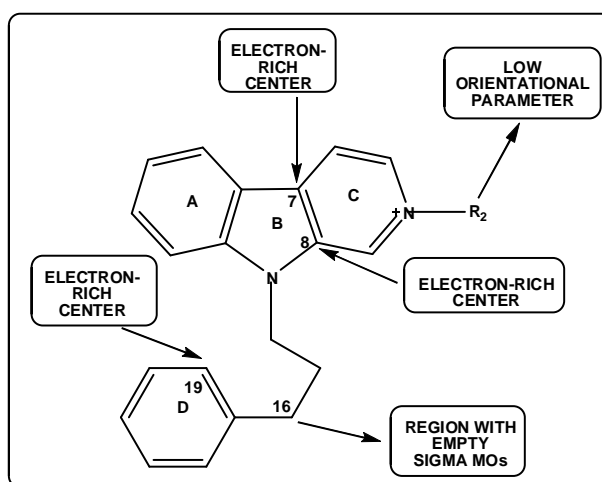 ELECTRON-
RICH
CENTER
LOW
ORIENTATIONAL
PARAMETER
A
7
C
+N
R2
B
8
N
ELECTRON-RICH
CENTER
ELECTRON-
RICH
CENTER
19
D
16
REGION WITH
EMPTY
SIGMA MOs